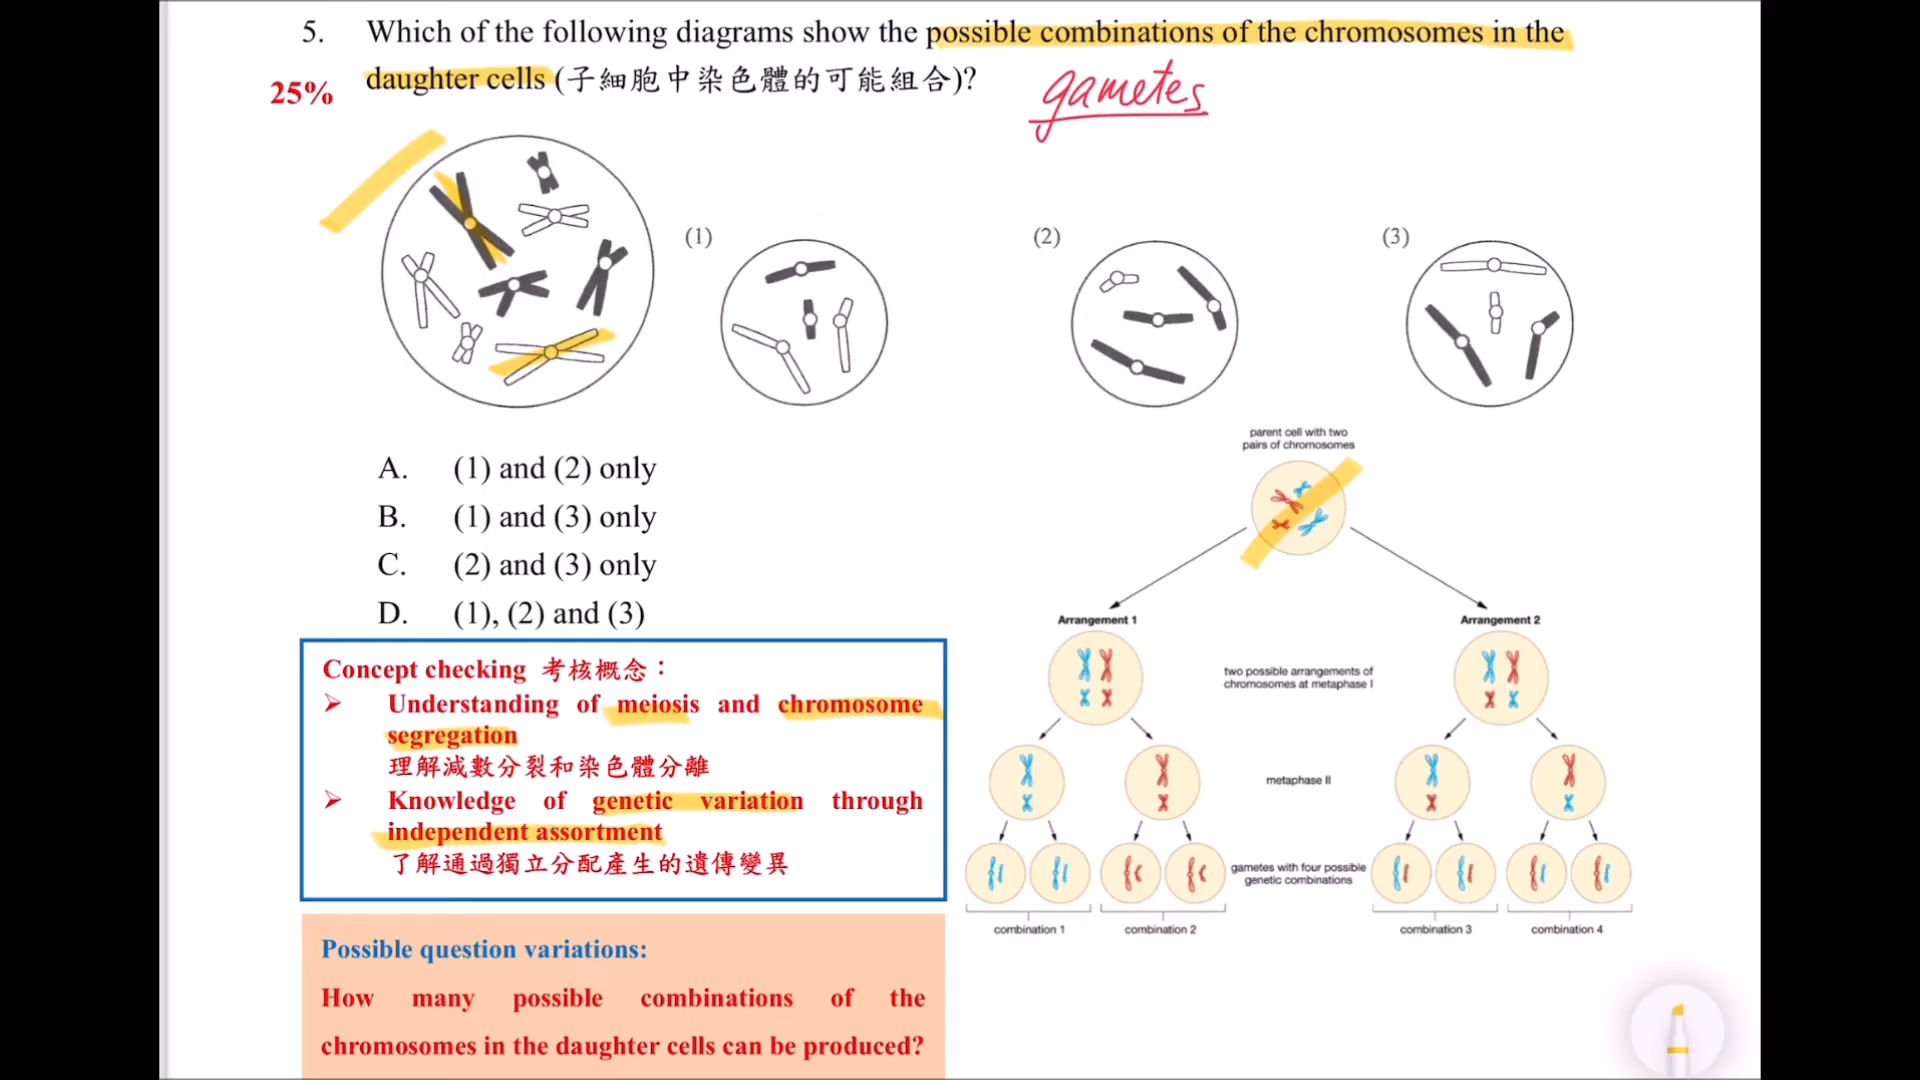 5. Which of the following diagrams show the possible combinations of the chromosomes in the
25% daughter cells (子細胞中染色體的可能組合)?
gametes
(1)
(2)
(3)
A. (1) and (2) only
B. (1) and (3) only
C. (2) and (3) only
D. (1), (2) and (3)
Concept checking 考核概念：
➢ Understanding of meiosis and chromosome
segregation
理解減數分裂和染色體分離
➢ Knowledge of genetic variation through
independent assortment
了解通過獨立分配產生的遺傳變異
Possible question variations:
How many possible combinations of the
chromosomes in the daughter cells can be produced?
parent cell with two
pairs of chromosomes
Arrangement 1
Arrangement 2
two possible arrangements of
chromosomes at metaphase I
metaphase II
gametes with four possible
genetic combinations
combination 1
combination 2
combination 3
combination 4